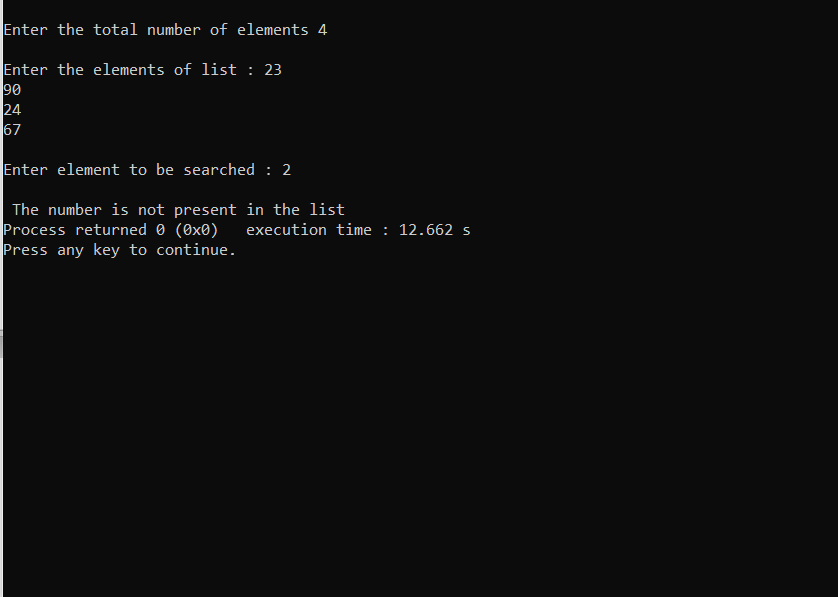 Enter the total number of elements 4
Enter the elements of list : 23
90
24
67
Enter element to be searched : 2
The number is not present in the list
Process returned 0 (0x0)   execution time : 12.662 s
Press any key to continue.